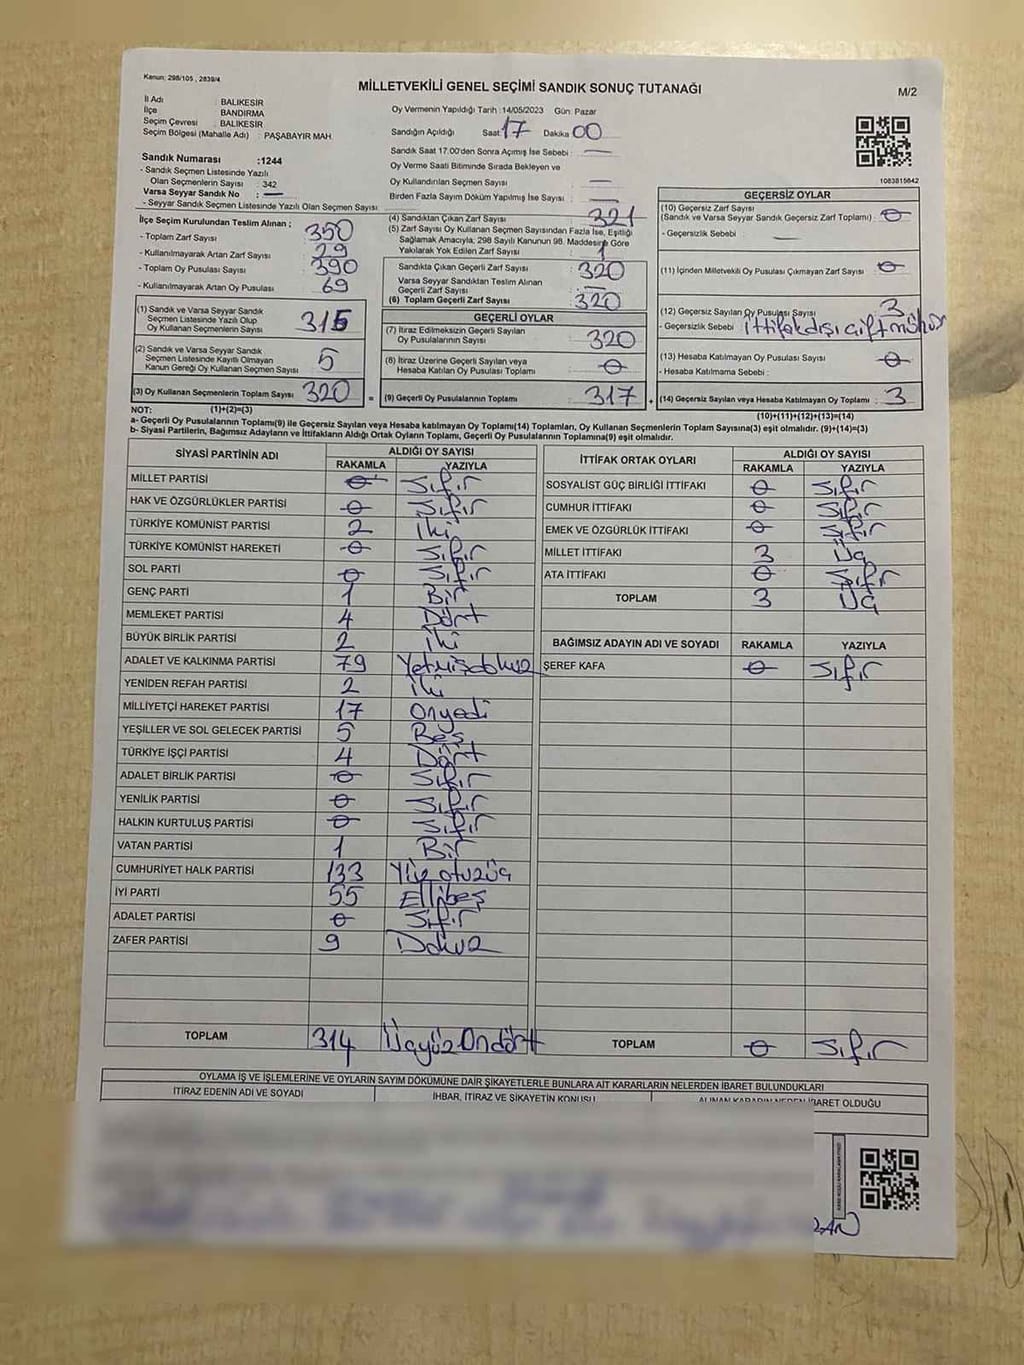 Kanun: 298/105 , 2839/4
MİLLETVEKİLİ GENEL SEÇİMİ SANDIK SONUÇ TUTANAĞI
M/2
İl Adı : BALIKESİR
İlçe : BANDIRMA
Seçim Çevresi : BALIKESİR
Seçim Bölgesi (Mahalle Adı) : PAŞABAYIR MAH.
Sandık Numarası :1244
- Sandık Seçmen Listesinde Yazılı
Olan Seçmenlerin Sayısı : 342
Varsa Seyyar Sandık No : —
- Seyyar Sandık Seçmen Listesinde Yazılı Olan Seçmen Sayısı
Oy Vermenin Yapıldığı Tarih : 14/05/2023 Gün: Pazar
Sandığın Açıldığı Saat 17 Dakika 00
Sandık Saat 17.00'den Sonra Açılmış İse Sebebi : —
Oy Verme Saati Bitiminde Sırada Bekleyen ve
Oy Kullandırılan Seçmen Sayısı : —
Birden Fazla Sayım Dökümü Yapılmış İse Sayısı : —
1083815642
İlçe Seçim Kurulundan Teslim Alınan ;
- Toplam Zarf Sayısı : 350
- Kullanılmayarak Artan Zarf Sayısı : 29
- Toplam Oy Pusulası Sayısı : 390
- Kullanılmayarak Artan Oy Pusulası : 69
(1) Sandık ve Varsa Seyyar Sandık
Seçmen Listesinde Yazılı Olup
Oy Kullanan Seçmenlerin Sayısı : 315
(2) Sandık ve Varsa Seyyar Sandık
Seçmen Listesinde Kayıtlı Olmayan
Kanun Gereği Oy Kullanan Seçmen Sayısı : 5
(3) Oy Kullanan Seçmenlerin Toplam Sayısı : 320 =
(4) Sandıktan Çıkan Zarf Sayısı : 321
(5) Zarf Sayısı Oy Kullanan Seçmen Sayısından Fazla İse, Eşitliği
Sağlamak Amacıyla, 298 Sayılı Kanunun 98. Maddesine Göre
Yakılarak Yok Edilen Zarf Sayısı : 1
Sandıkta Çıkan Geçerli Zarf Sayısı : 320
Varsa Seyyar Sandıktan Teslim Alınan
Geçerli Zarf Sayısı : —
(6) Toplam Geçerli Zarf Sayısı : 320
GEÇERLİ OYLAR
(7) İtiraz Edilmeksizin Geçerli Sayılan
Oy Pusulalarının Sayısı : 320
(8) İtiraz Üzerine Geçerli Sayılan veya
Hesaba Katılan Oy Pusulası Toplamı : 0
(9) Geçerli Oy Pusulalarının Toplamı : 317 +
GEÇERSİZ OYLAR
(10) Geçersiz Zarf Sayısı
(Sandık ve Varsa Seyyar Sandık Geçersiz Zarf Toplamı) : 0
- Geçersizlik Sebebi : —
(11) İçinden Milletvekili Oy Pusulası Çıkmayan Zarf Sayısı : 0
(12) Geçersiz Sayılan Oy Pusulası Sayısı : 3
- Geçersizlik Sebebi : ittifak dışı çift mühür
(13) Hesaba Katılmayan Oy Pusulası Sayısı : 0
- Hesaba Katılmama Sebebi :
(14) Geçersiz Sayılan veya Hesaba Katılmayan Oy Toplamı : 3
NOT: (1)+(2)=(3) (10)+(11)+(12)+(13)=(14)
a- Geçerli Oy Pusulalarının Toplamı(9) ile Geçersiz Sayılan veya Hesaba katılmayan Oy Toplamı(14) Toplamları, Oy Kullanan Seçmenlerin Toplam Sayısına(3) eşit olmalıdır. (9)+(14)=(3)
b- Siyasi Partilerin, Bağımsız Adayların ve İttifakların Aldığı Ortak Oyların Toplamı, Geçerli Oy Pusulalarının Toplamına(9) eşit olmalıdır.
SİYASİ PARTİNİN ADI ALDIĞI OY SAYISI
RAKAMLA YAZIYLA
MİLLET PARTİSİ 0 Sıfır
HAK VE ÖZGÜRLÜKLER PARTİSİ 0 Sıfır
TÜRKİYE KOMÜNİST PARTİSİ 2 İki
TÜRKİYE KOMÜNİST HAREKETİ 0 Sıfır
SOL PARTİ 0 Sıfır
GENÇ PARTİ 1 Bir
MEMLEKET PARTİSİ 4 Dört
BÜYÜK BİRLİK PARTİSİ 2 İki
ADALET VE KALKINMA PARTİSİ 79 Yetmişdokuz
YENİDEN REFAH PARTİSİ 2 İki
MİLLİYETÇİ HAREKET PARTİSİ 17 Onyedi
YEŞİLLER VE SOL GELECEK PARTİSİ 5 Beş
TÜRKİYE İŞÇİ PARTİSİ 4 Dört
ADALET BİRLİK PARTİSİ 0 Sıfır
YENİLİK PARTİSİ 0 Sıfır
HALKIN KURTULUŞ PARTİSİ 0 Sıfır
VATAN PARTİSİ 1 Bir
CUMHURİYET HALK PARTİSİ 133 Yüz otuzüç
İYİ PARTİ 55 Ellibeş
ADALET PARTİSİ 0 Sıfır
ZAFER PARTİSİ 9 Dokuz
TOPLAM 314 ÜçyüzOndört
İTTİFAK ORTAK OYLARI ALDIĞI OY SAYISI
RAKAMLA YAZIYLA
SOSYALİST GÜÇ BİRLİĞİ İTTİFAKI 0 Sıfır
CUMHUR İTTİFAKI 0 Sıfır
EMEK VE ÖZGÜRLÜK İTTİFAKI 0 Sıfır
MİLLET İTTİFAKI 3 Üç
ATA İTTİFAKI 0 Sıfır
TOPLAM 3 Üç
BAĞIMSIZ ADAYIN ADI VE SOYADI RAKAMLA YAZIYLA
ŞEREF KAFA 0 Sıfır
TOPLAM 0 Sıfır
OYLAMA İŞ VE İŞLEMLERİNE VE OYLARIN SAYIM DÖKÜMÜNE DAİR ŞİKAYETLERLE BUNLARA AİT KARARLARIN NELERDEN İBARET BULUNDUKLARI
İTİRAZ EDENİN ADI VE SOYADI İHBAR, İTİRAZ VE ŞİKAYETİN KONUSU ALINAN KARARIN NEDEN İBARET OLDUĞU